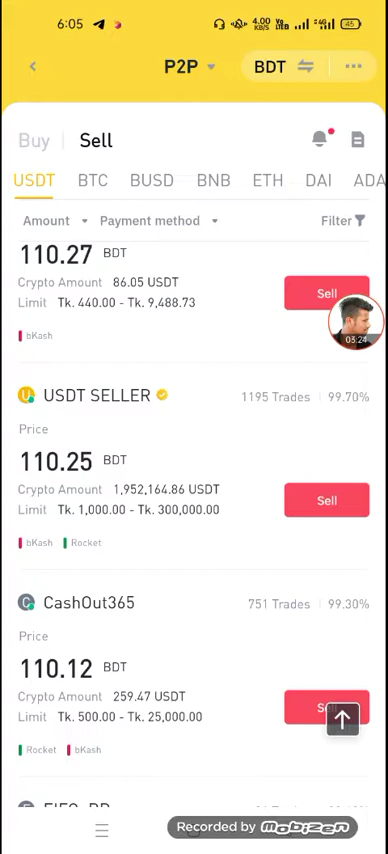 6:05 4.00 KB/S Vo LTE 4G 45
P2P BDT
Buy Sell
USDT BTC BUSD BNB ETH DAI ADA
Amount Payment method Filter
110.27 BDT
Crypto Amount 86.05 USDT
Sell
Limit Tk. 440.00 - Tk. 9,488.73
03:24
bKash
USDT SELLER 1195 Trades 99.70%
Price
110.25 BDT
Crypto Amount 1,952,164.86 USDT
Sell
Limit Tk. 1,000.00 - Tk. 300,000.00
bKash Rocket
C CashOut365 751 Trades 99.30%
Price
110.12 BDT
Crypto Amount 259.47 USDT
Limit Tk. 500.00 - Tk. 25,000.00
Rocket bKash
Recorded by Mobizen